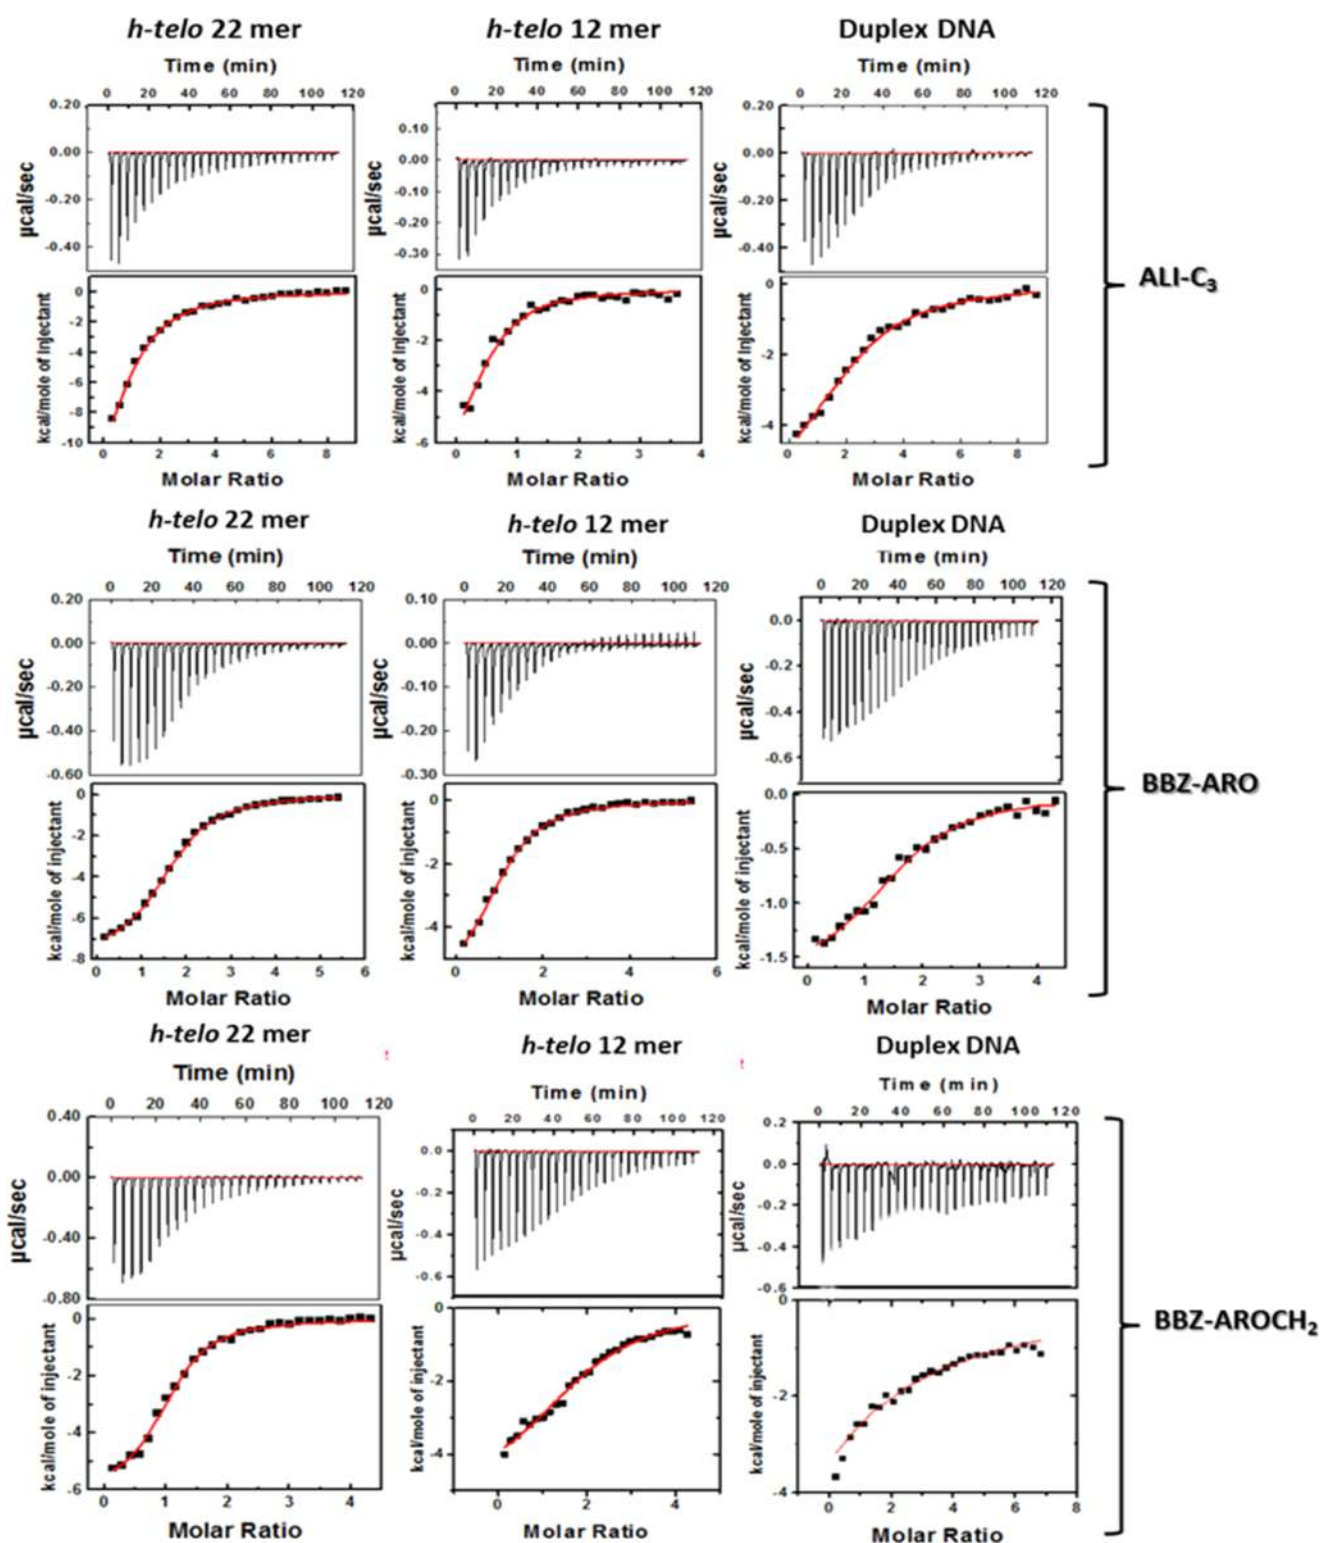 h-telo 22 mer
Time (min)
0 20 40 60 80 100 120
0.20
0.00
-0.20
-0.40
µcal/sec
0
-2
-4
-6
-8
-10
kcal/mole of injectant
0 2 4 6 8
Molar Ratio
h-telo 12 mer
Time (min)
0 20 40 60 80 100 120
0.10
0.00
-0.10
-0.20
-0.30
µcal/sec
0
-2
-4
-6
kcal/mole of injectant
0 1 2 3 4
Molar Ratio
Duplex DNA
Time (min)
0 20 40 60 80 100 120
0.20
0.00
-0.20
-0.40
µcal/sec
0
-2
-4
kcal/mole of injectant
0 2 4 6 8
Molar Ratio
ALI-C3
h-telo 22 mer
Time (min)
0 20 40 60 80 100 120
0.20
0.00
-0.20
-0.40
-0.60
µcal/sec
0
-2
-4
-6
-8
kcal/mole of injectant
0 1 2 3 4 5 6
Molar Ratio
h-telo 12 mer
Time (min)
0 20 40 60 80 100 120
0.10
0.00
-0.10
-0.20
-0.30
µcal/sec
0
-2
-4
kcal/mole of injectant
0 2 4 6
Molar Ratio
Duplex DNA
Time (min)
0 20 40 60 80 100 120
0.0
-0.2
-0.4
-0.6
µcal/sec
0.0
-0.5
-1.0
-1.5
kcal/mole of injectant
0 1 2 3 4
Molar Ratio
BBZ-ARO
h-telo 22 mer
Time (min)
0 20 40 60 80 100 120
0.40
0.00
-0.40
-0.80
µcal/sec
0
-2
-4
-6
kcal/mole of injectant
0 1 2 3 4
Molar Ratio
h-telo 12 mer
Time (min)
0 20 40 60 80 100 120
0.0
-0.2
-0.4
-0.6
µcal/sec
0
-2
-4
kcal/mole of injectant
0 2 4
Molar Ratio
Duplex DNA
Time (min)
0 20 40 60 80 100 120
0.2
0.0
-0.2
-0.4
-0.6
µcal/sec
0
-2
-4
kcal/mole of injectant
0 2 4 6 8
Molar Ratio
BBZ-AROCH2